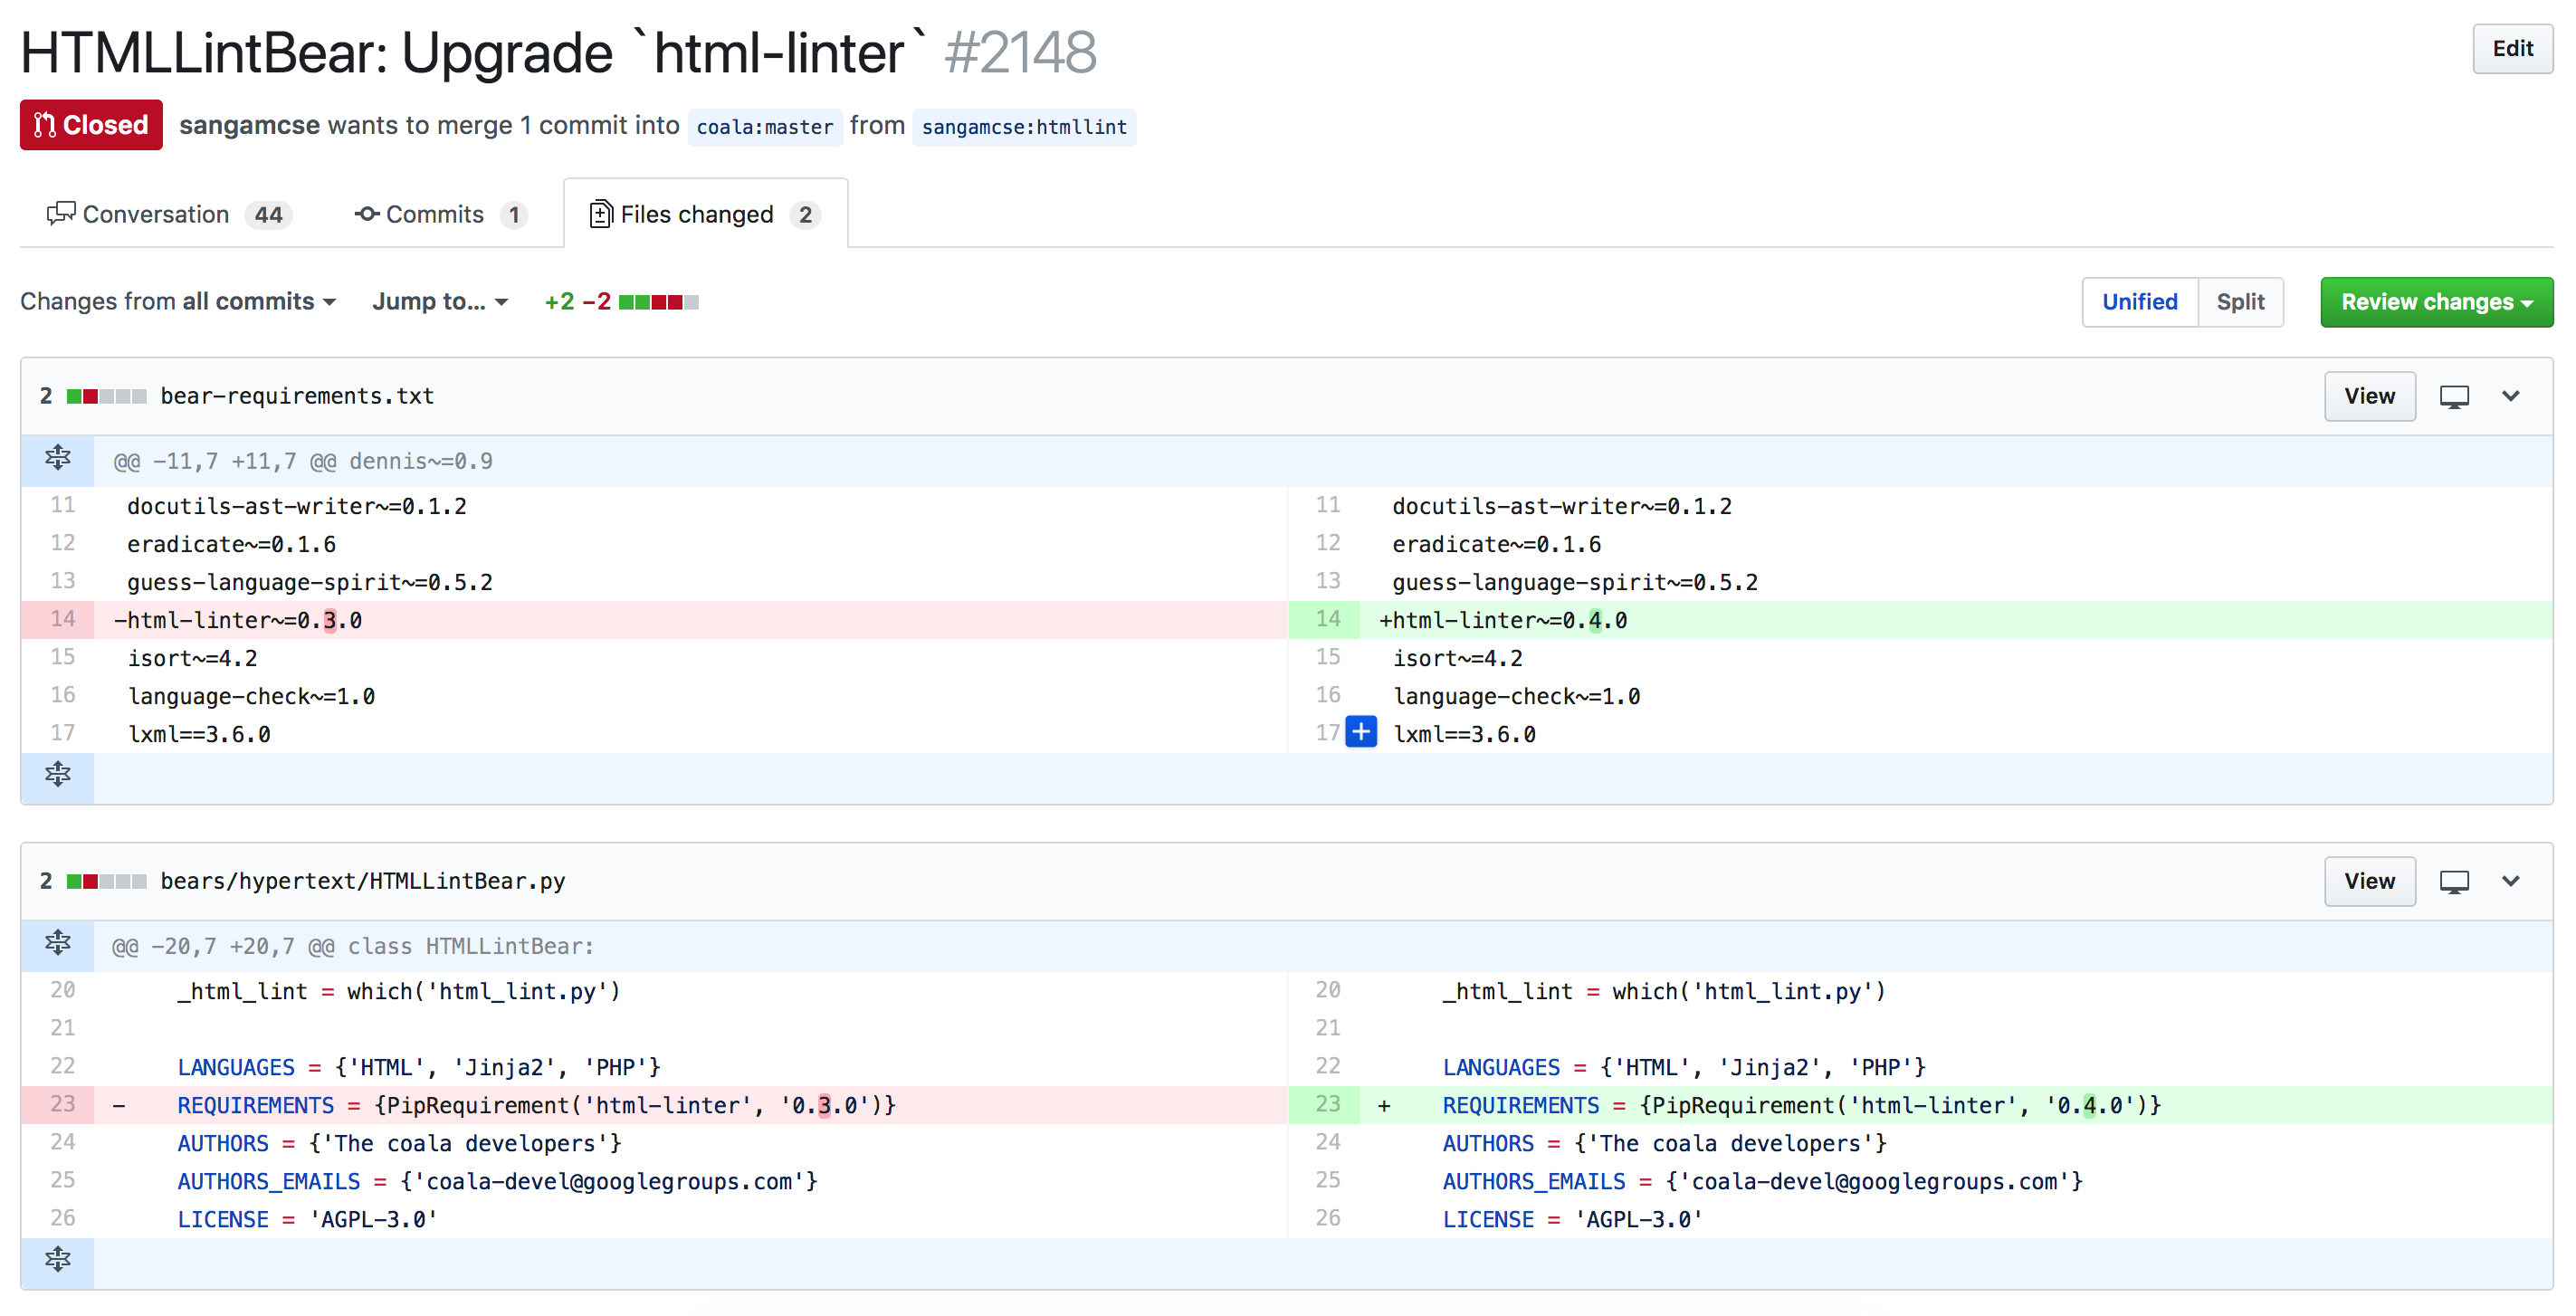 HTMLLintBear: Upgrade `html-linter` #2148
Edit
Closed sangamcse wants to merge 1 commit into coala:master from sangamcse:htmllint
Conversation 44 Commits 1 Files changed 2
Changes from all commits Jump to... +2 −2 Unified Split Review changes
2 bear-requirements.txt View
@@ -11,7 +11,7 @@ dennis~=0.9
11 docutils-ast-writer~=0.1.2 11 docutils-ast-writer~=0.1.2
12 eradicate~=0.1.6 12 eradicate~=0.1.6
13 guess-language-spirit~=0.5.2 13 guess-language-spirit~=0.5.2
14 -html-linter~=0.3.0 14 +html-linter~=0.4.0
15 isort~=4.2 15 isort~=4.2
16 language-check~=1.0 16 language-check~=1.0
17 lxml==3.6.0 17 + lxml==3.6.0
2 bears/hypertext/HTMLLintBear.py View
@@ -20,7 +20,7 @@ class HTMLLintBear:
20 _html_lint = which('html_lint.py') 20 _html_lint = which('html_lint.py')
21 21
22 LANGUAGES = {'HTML', 'Jinja2', 'PHP'} 22 LANGUAGES = {'HTML', 'Jinja2', 'PHP'}
23 - REQUIREMENTS = {PipRequirement('html-linter', '0.3.0')} 23 + REQUIREMENTS = {PipRequirement('html-linter', '0.4.0')}
24 AUTHORS = {'The coala developers'} 24 AUTHORS = {'The coala developers'}
25 AUTHORS_EMAILS = {'coala-devel@googlegroups.com'} 25 AUTHORS_EMAILS = {'coala-devel@googlegroups.com'}
26 LICENSE = 'AGPL-3.0' 26 LICENSE = 'AGPL-3.0'